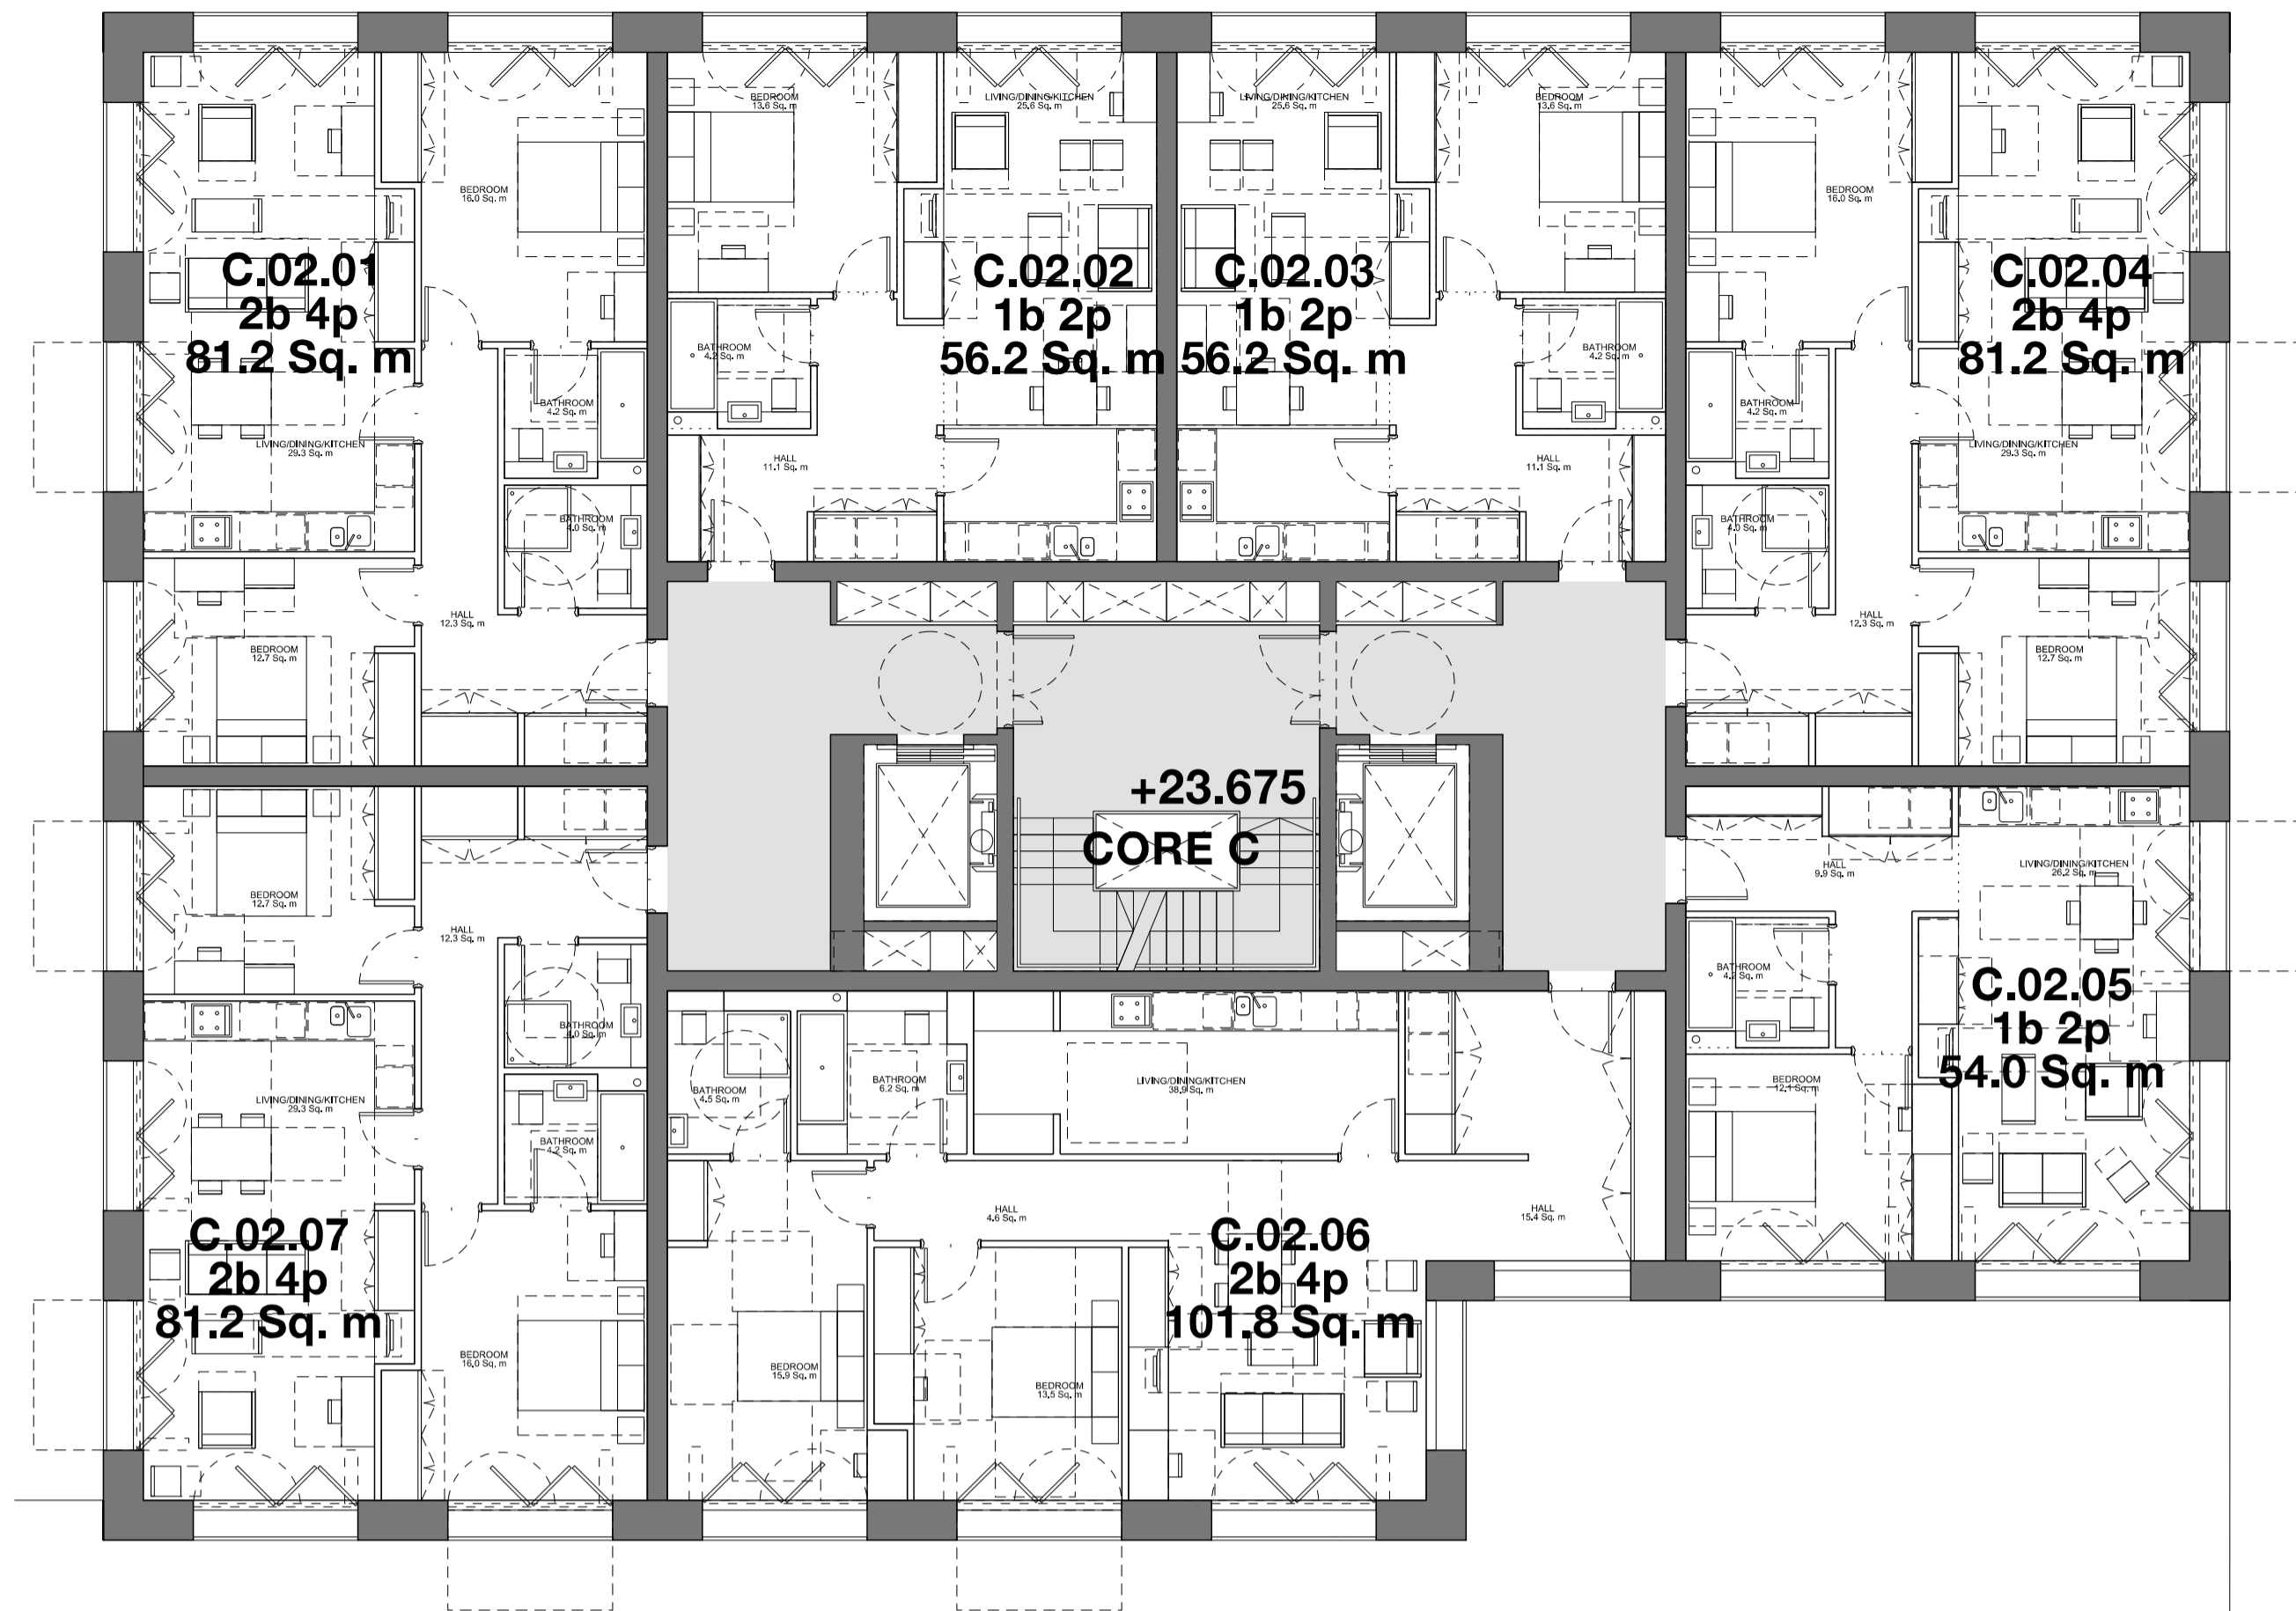 BEDROOM
13.6 Sq. m
LIVING/DINING/KITCHEN
25.6 Sq. m
LIVING/DINING/KITCHEN
25.6 Sq. m
BEDROOM
13.6 Sq. m
BEDROOM
16.0 Sq. m
BEDROOM
16.0 Sq. m
C.02.01
2b 4p
81.2 Sq. m
C.02.02
1b 2p
56.2 Sq. m
C.02.03
1b 2p
56.2 Sq. m
C.02.04
2b 4p
81.2 Sq. m
BATHROOM
4.2 Sq. m
BATHROOM
4.2 Sq. m
BATHROOM
4.2 Sq. m
BATHROOM
4.2 Sq. m
LIVING/DINING/KITCHEN
29.3 Sq. m
LIVING/DINING/KITCHEN
29.3 Sq. m
HALL
11.1 Sq. m
HALL
11.1 Sq. m
BATHROOM
4.0 Sq. m
BATHROOM
4.0 Sq. m
HALL
12.3 Sq. m
HALL
12.3 Sq. m
BEDROOM
12.7 Sq. m
BEDROOM
12.7 Sq. m
+23.675
CORE C
BEDROOM
12.7 Sq. m
HALL
12.3 Sq. m
HALL
9.9 Sq. m
LIVING/DINING/KITCHEN
26.2 Sq. m
BATHROOM
4.2 Sq. m
C.02.05
1b 2p
54.0 Sq. m
BATHROOM
4.0 Sq. m
LIVING/DINING/KITCHEN
29.3 Sq. m
BATHROOM
4.5 Sq. m
BATHROOM
6.2 Sq. m
LIVING/DINING/KITCHEN
38.9 Sq. m
BEDROOM
12.1 Sq. m
BATHROOM
4.2 Sq. m
C.02.07
2b 4p
81.2 Sq. m
HALL
4.6 Sq. m
C.02.06
2b 4p
101.8 Sq. m
HALL
15.4 Sq. m
BEDROOM
16.0 Sq. m
BEDROOM
15.9 Sq. m
BEDROOM
13.5 Sq. m